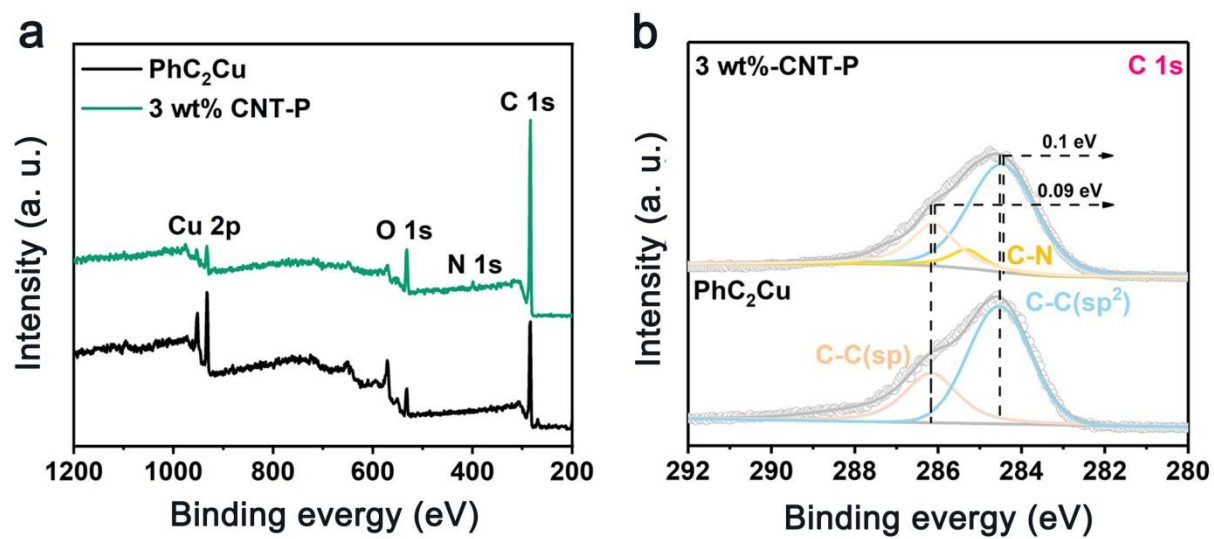 a
PhC₂Cu
3 wt% CNT-P
C 1s
Cu 2p
O 1s
N 1s
Intensity (a. u.)
1200 1000 800 600 400 200
Binding evergy (eV)
b
3 wt%-CNT-P
C 1s
0.1 eV
0.09 eV
C-N
PhC₂Cu
C-C(sp²)
C-C(sp)
Intensity (a. u.)
292 290 288 286 284 282 280
Binding evergy (eV)